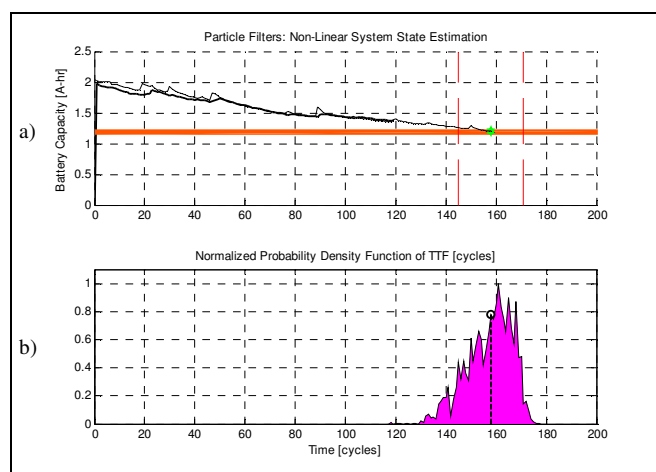 Particle Filters: Non-Linear System State Estimation
2.5
2
1.5
1
0.5
0
Battery Capacity [A-hr]
a)
0 20 40 60 80 100 120 140 160 180 200
Normalized Probability Density Function of TTF [cycles]
1
0.8
0.6
0.4
0.2
0
b)
0 20 40 60 80 100 120 140 160 180 200
Time [cycles]